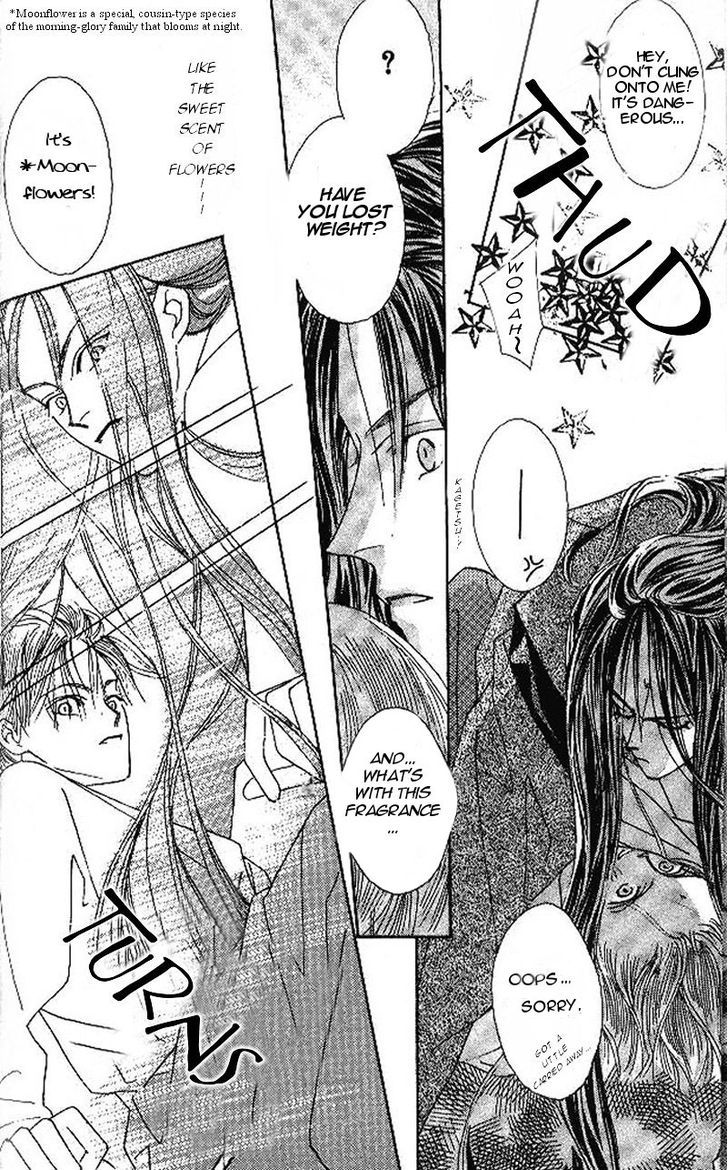 HEY,
DON'T CLING
ONTO ME!
IT'S DANG-
EROUS...
THUD
WOOAH~
KAGETSU!
OOPS...
SORRY.
GOT A
LITTLE
CARRED AWAY...
?
HAVE
YOU LOST
WEIGHT?
AND...
WHAT'S
WITH THIS
FRAGRANCE
...
LIKE
THE
SWEET
SCENT
OF
FLOWERS
It's
*Moon-
flowers!
*Moonflower is a special, cousin-type species
of the morning-glory family that blooms at night.
TURNS